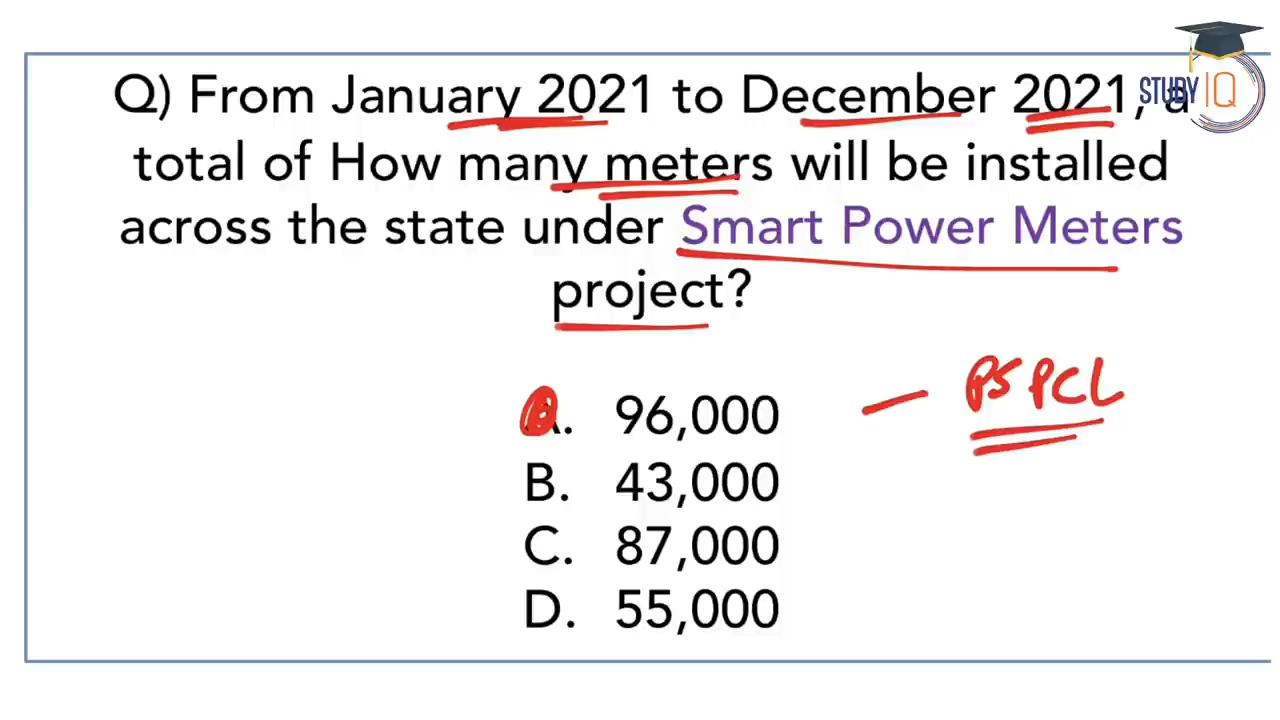 Q) From January 2021 to December 2021, a
total of How many meters will be installed
across the state under Smart Power Meters
project?
A. 96,000
B. 43,000
C. 87,000
D. 55,000
PSPCL
STUDY IQ